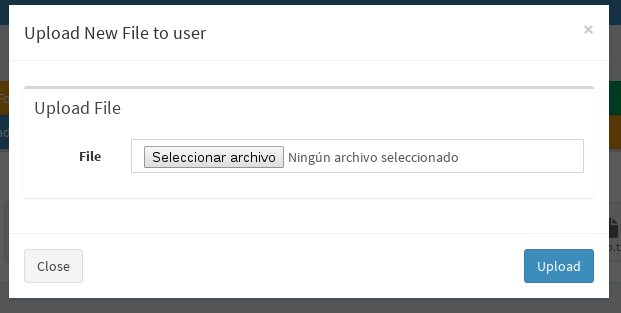 Upload New File to user
×
Upload File
File
Seleccionar archivo Ningún archivo seleccionado
Close
Upload